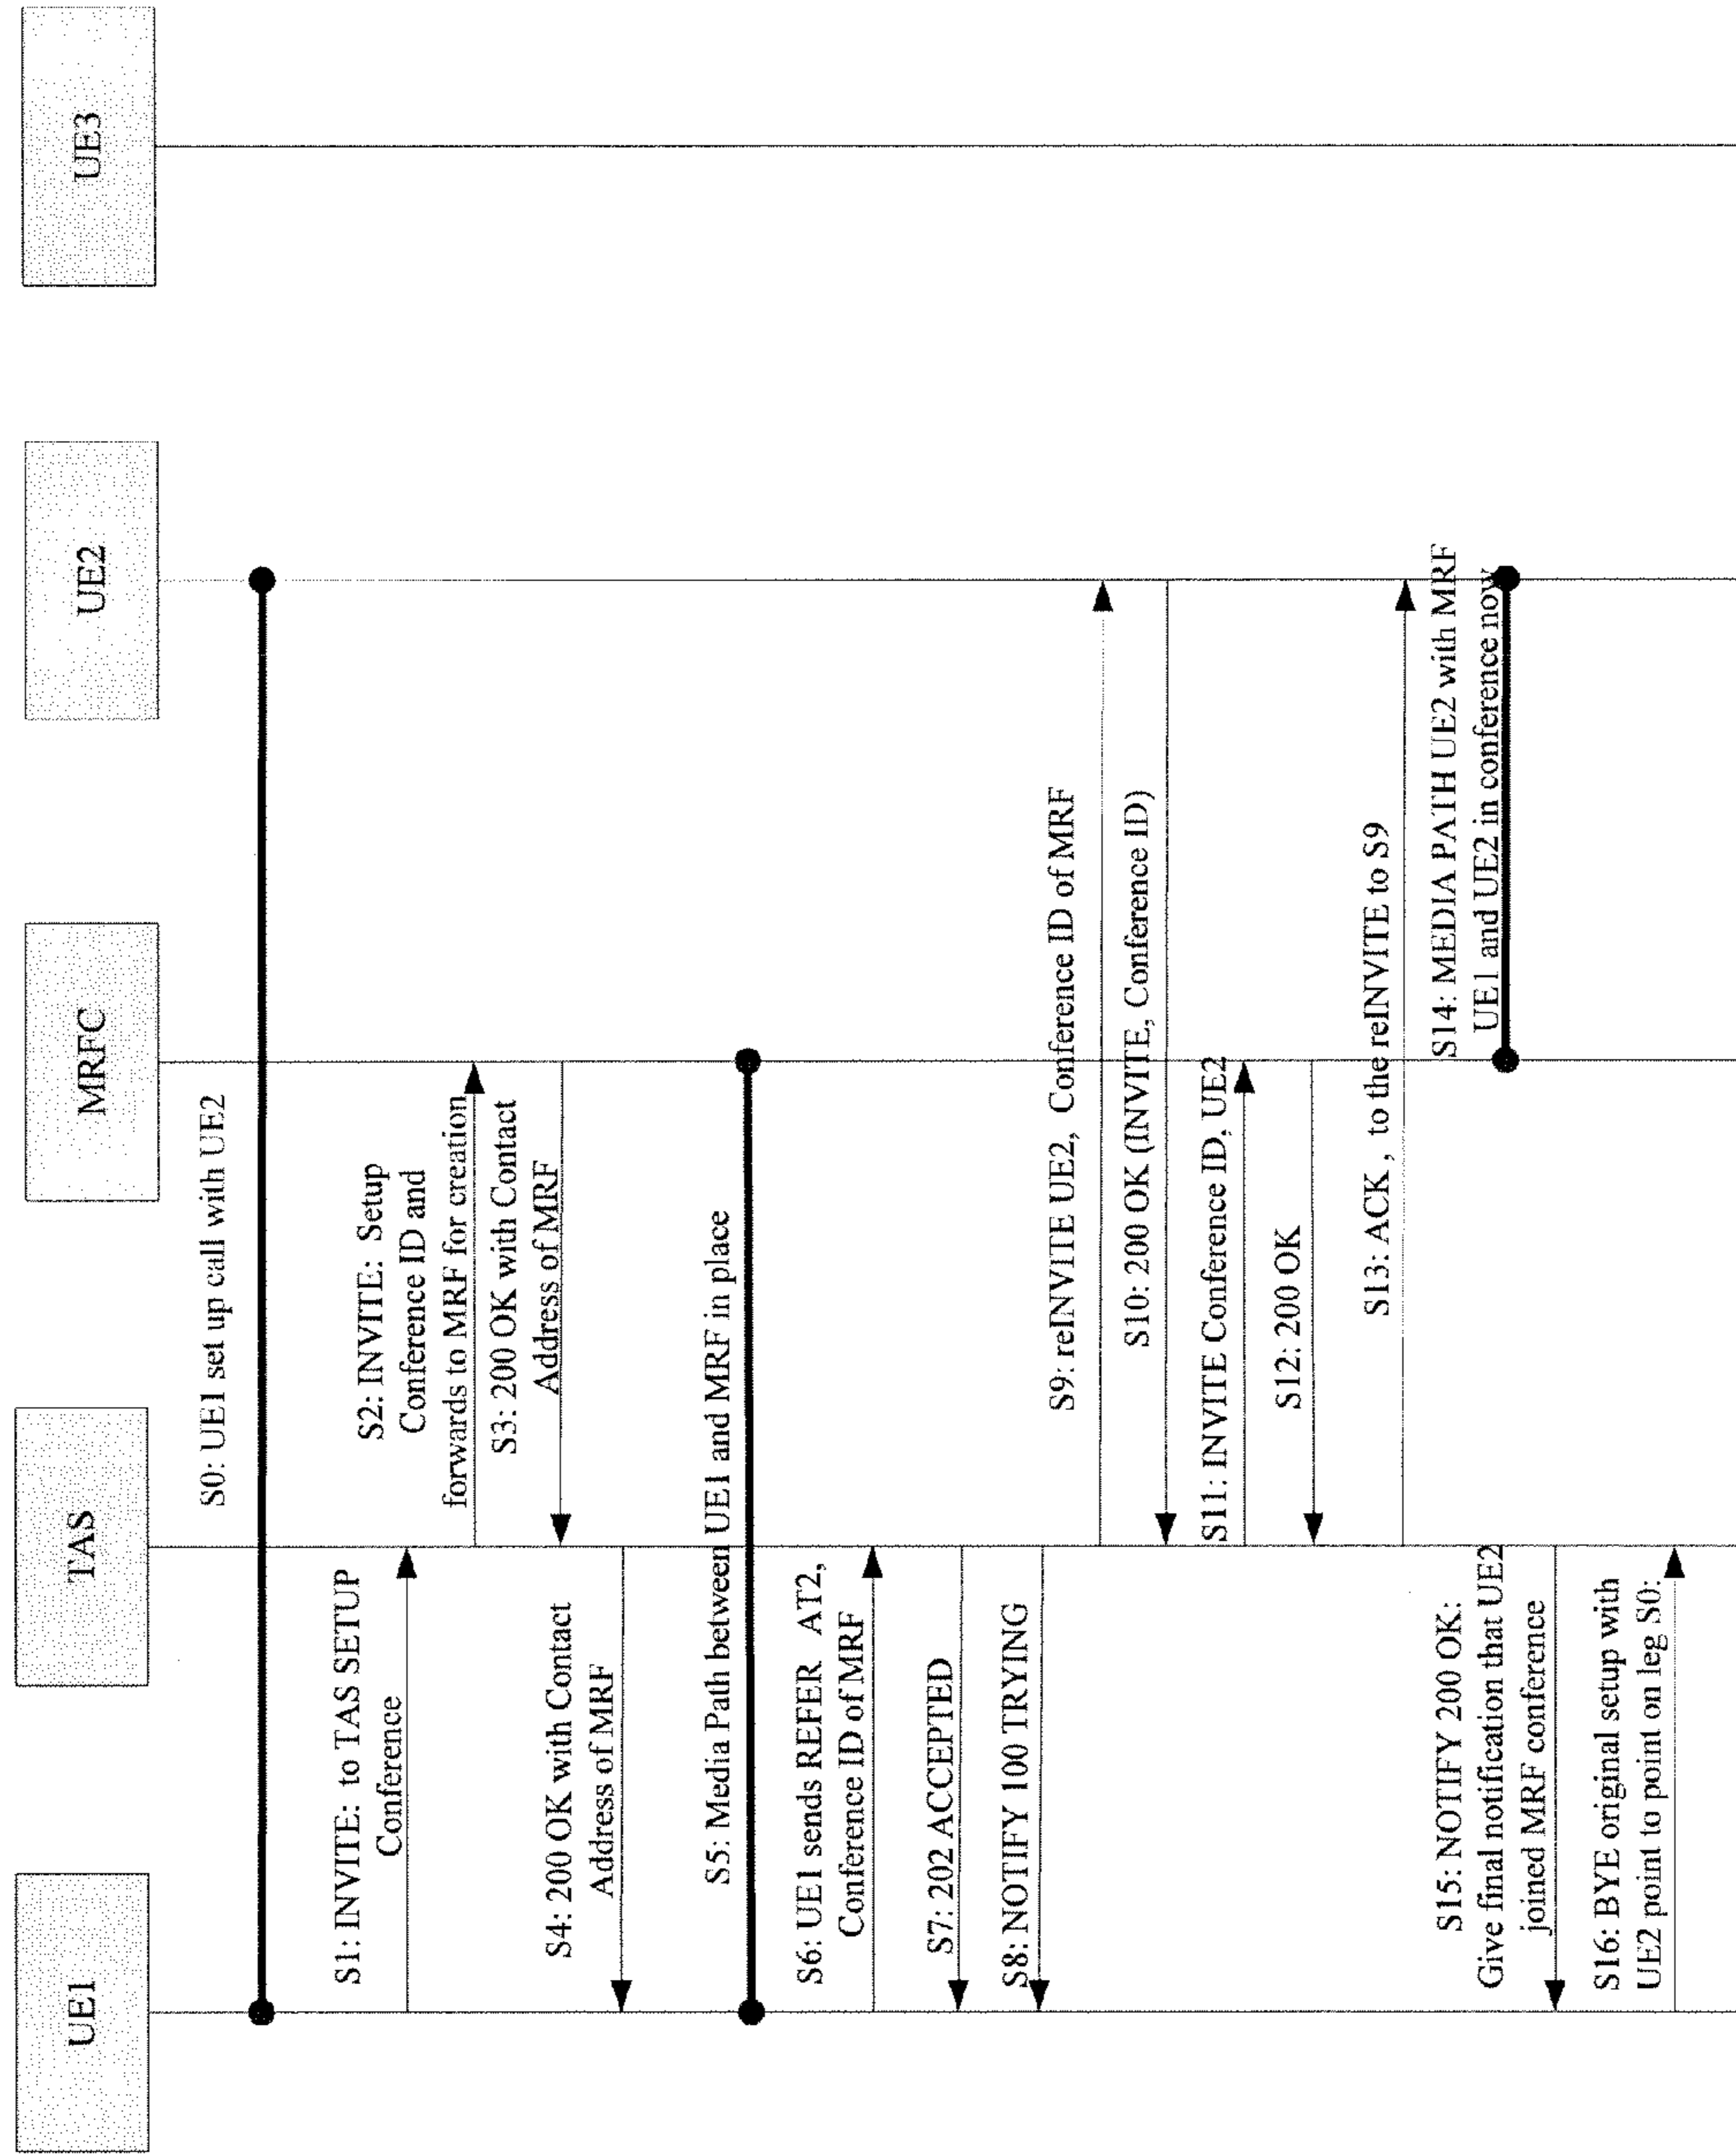 UE1
TAS
MRFC
UE2
UE3
S0: UE1 set up call with UE2
S1: INVITE: to TAS SETUP
Conference
S2: INVITE: Setup
Conference ID and
forwards to MRF for creation
S3: 200 OK with Contact
Address of MRF
S4: 200 OK with Contact
Address of MRF
S5: Media Path between UE1 and MRF in place
S6: UE1 sends REFER AT2,
Conference ID of MRF
S7: 202 ACCEPTED
S8: NOTIFY 100 TRYING
S9: reINVITE UE2, Conference ID of MRF
S10: 200 OK (INVITE, Conference ID)
S11: INVITE Conference ID, UE2
S12: 200 OK
S13: ACK , to the reINVITE to S9
S14: MEDIA PATH UE2 with MRF
UE1 and UE2 in conference now
S15: NOTIFY 200 OK:
Give final notification that UE2
joined MRF conference
S16: BYE original setup with
UE2 point to point on leg S0: